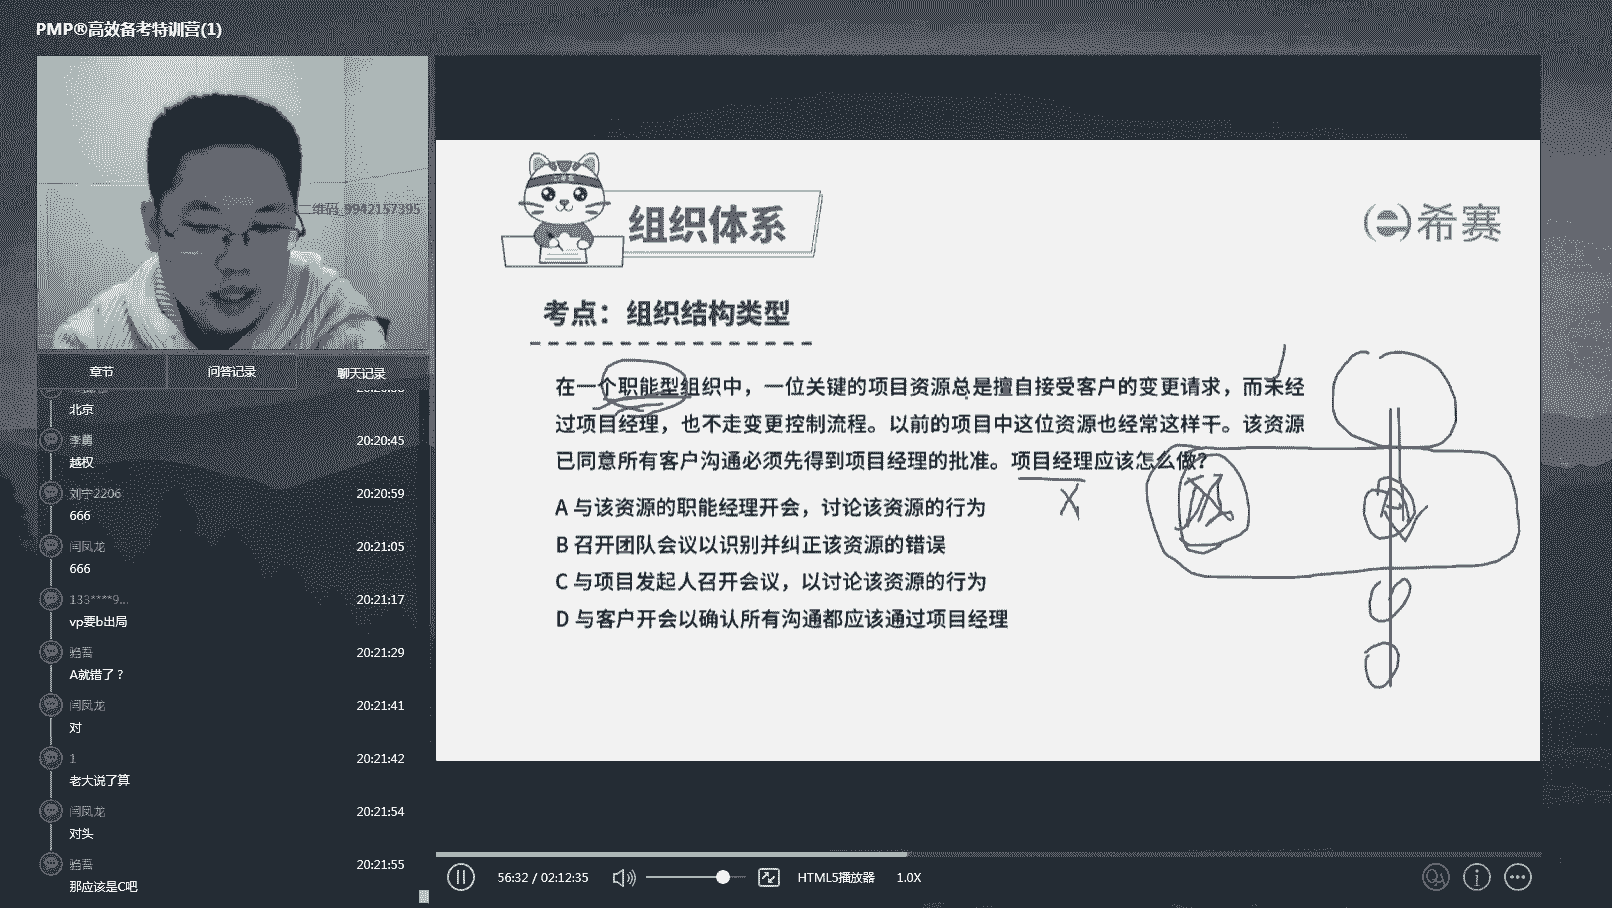 PMP®高效备考特训营(1)
二维码_9942157395
章节
问答记录
聊天记录
北京
李勇
20:20:45
越权
刘宇2206
20:20:59
666
闫凤龙
20:21:05
666
133****9...
20:21:17
vp要b出局
20:21:29
A就错了？
闫凤龙
20:21:41
对
1
20:21:42
老大说了算
闫凤龙
20:21:54
对头
20:21:55
那应该是C吧
组织体系
希赛
考点：组织结构类型
在一个职能型组织中，一位关键的项目资源总是擅自接受客户的变更请求，而未经
过项目经理，也不走变更控制流程。以前的项目中这位资源也经常这样干。该资源
已同意所有客户沟通必须先得到项目经理的批准。项目经理应该怎么做？
A 与该资源的职能经理开会，讨论该资源的行为
B 召开团队会议以识别并纠正该资源的错误
C 与项目发起人召开会议，以讨论该资源的行为
D 与客户开会以确认所有沟通都应该通过项目经理
56:32 / 02:12:35
HTML5播放器
1.0X